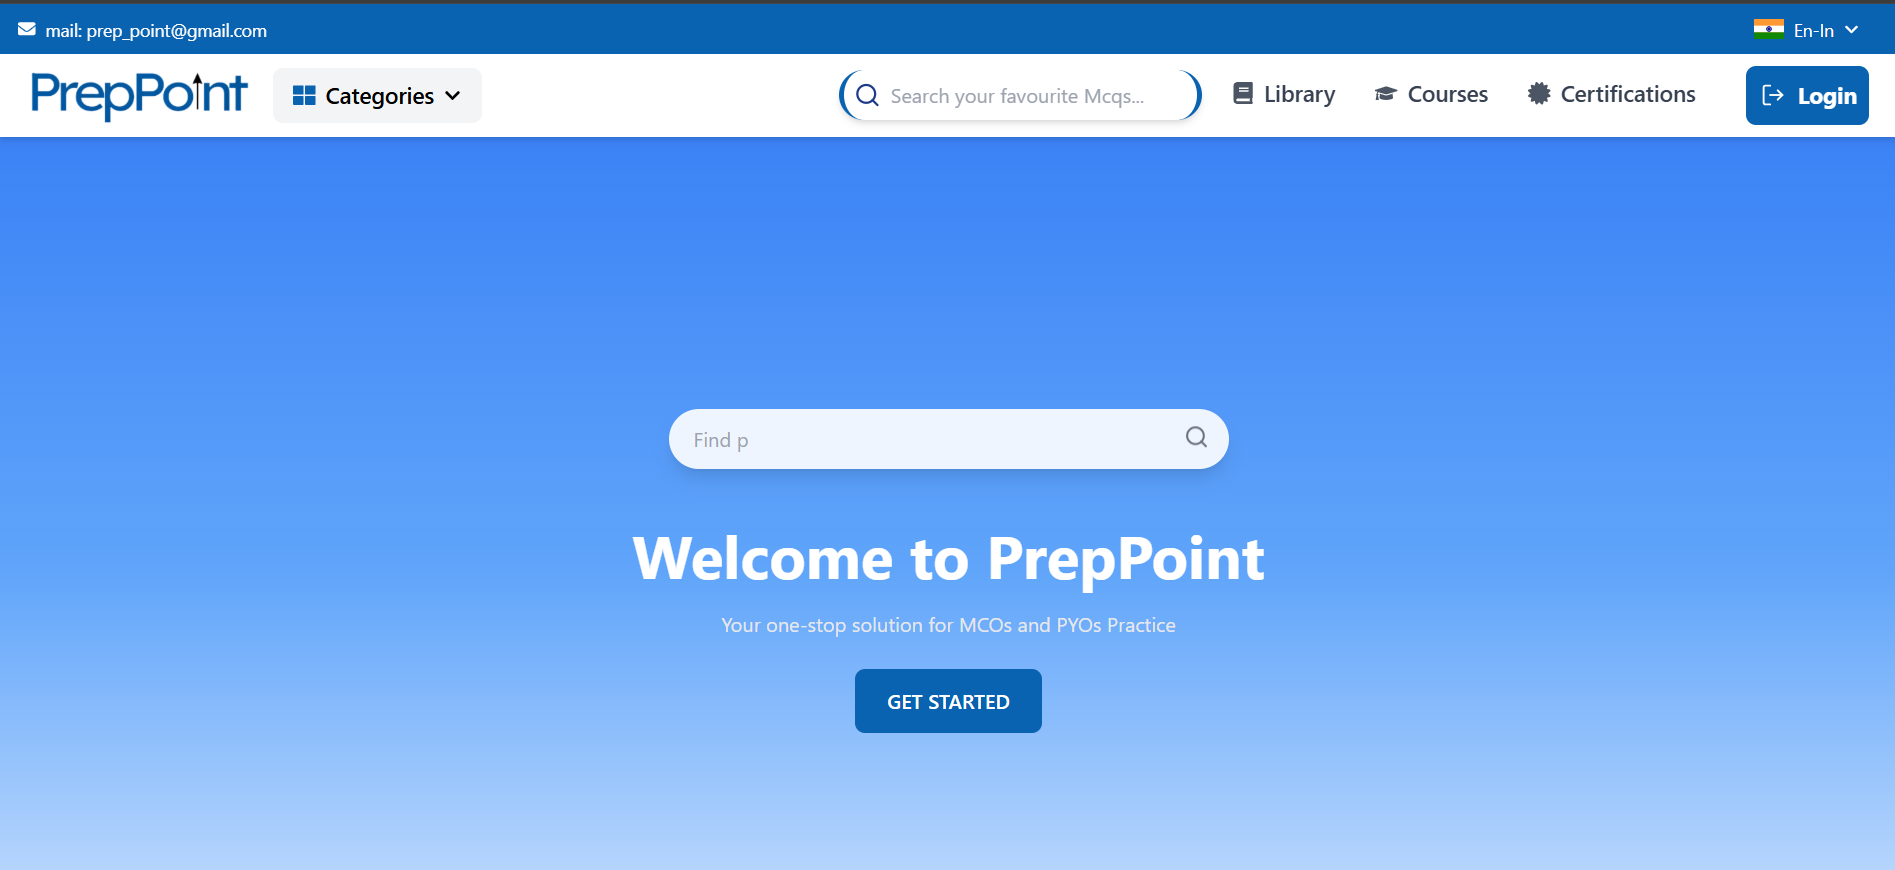 mail: prep_point@gmail.com
En-In
PrepPoint
Categories
Search your favourite Mcqs...
Library
Courses
Certifications
Login
Find p
Welcome to PrepPoint
Your one-stop solution for MCOs and PYOs Practice
GET STARTED